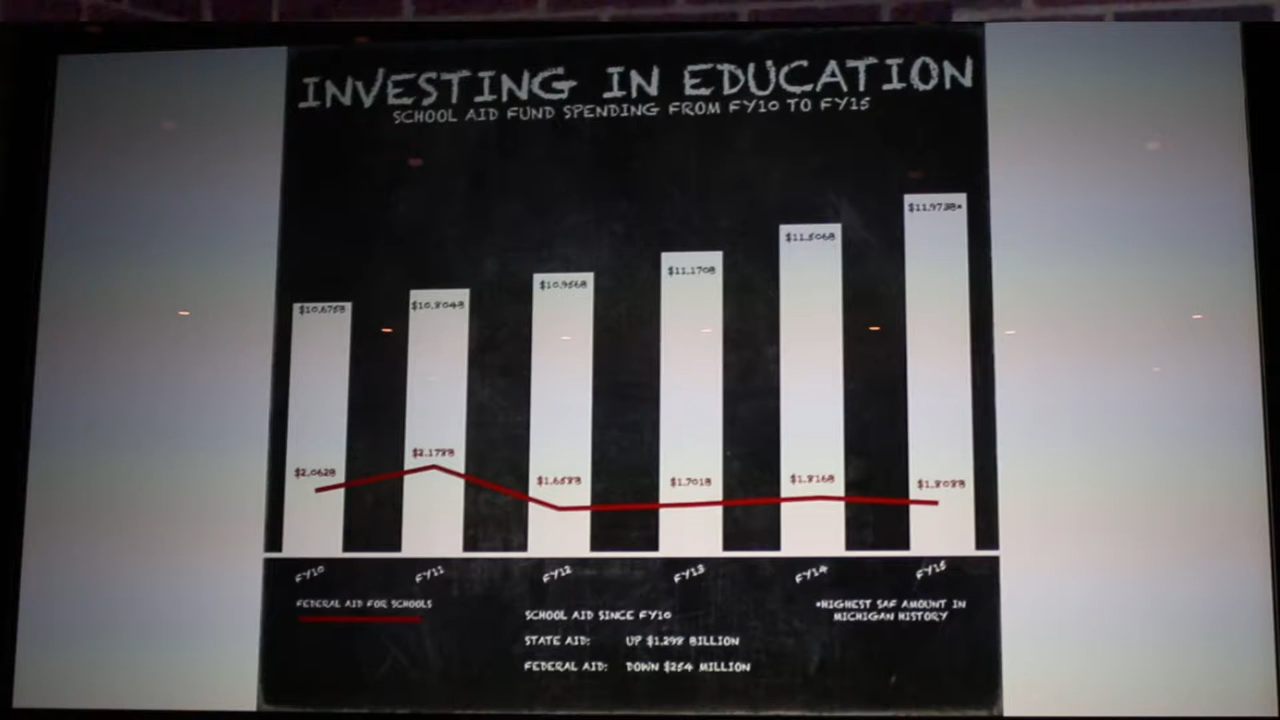 INVESTING IN EDUCATION
SCHOOL AID FUND SPENDING FROM FY10 TO FY15
$10.675B
$10.804B
$10.956B
$11.170B
$11.506B
$11.973B*
$2.062B
$2.178B
$1.658B
$1.701B
$1.816B
$1.808B
FY10
FY11
FY12
FY13
FY14
FY15
FEDERAL AID FOR SCHOOLS
SCHOOL AID SINCE FY10
STATE AID: UP $1.298 BILLION
FEDERAL AID: DOWN $254 MILLION
*HIGHEST SAF AMOUNT IN
MICHIGAN HISTORY